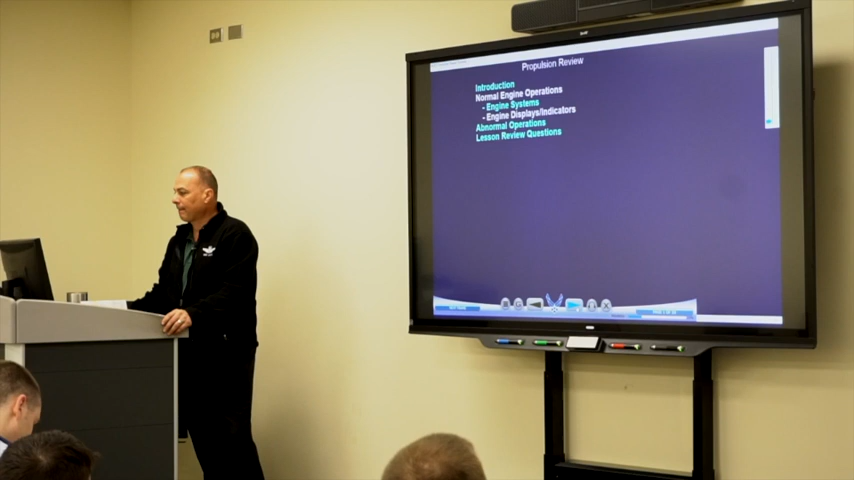 Propulsion Review
Introduction
Normal Engine Operations
- Engine Systems
- Engine Displays/Indicators
Abnormal Operations
Lesson Review Questions